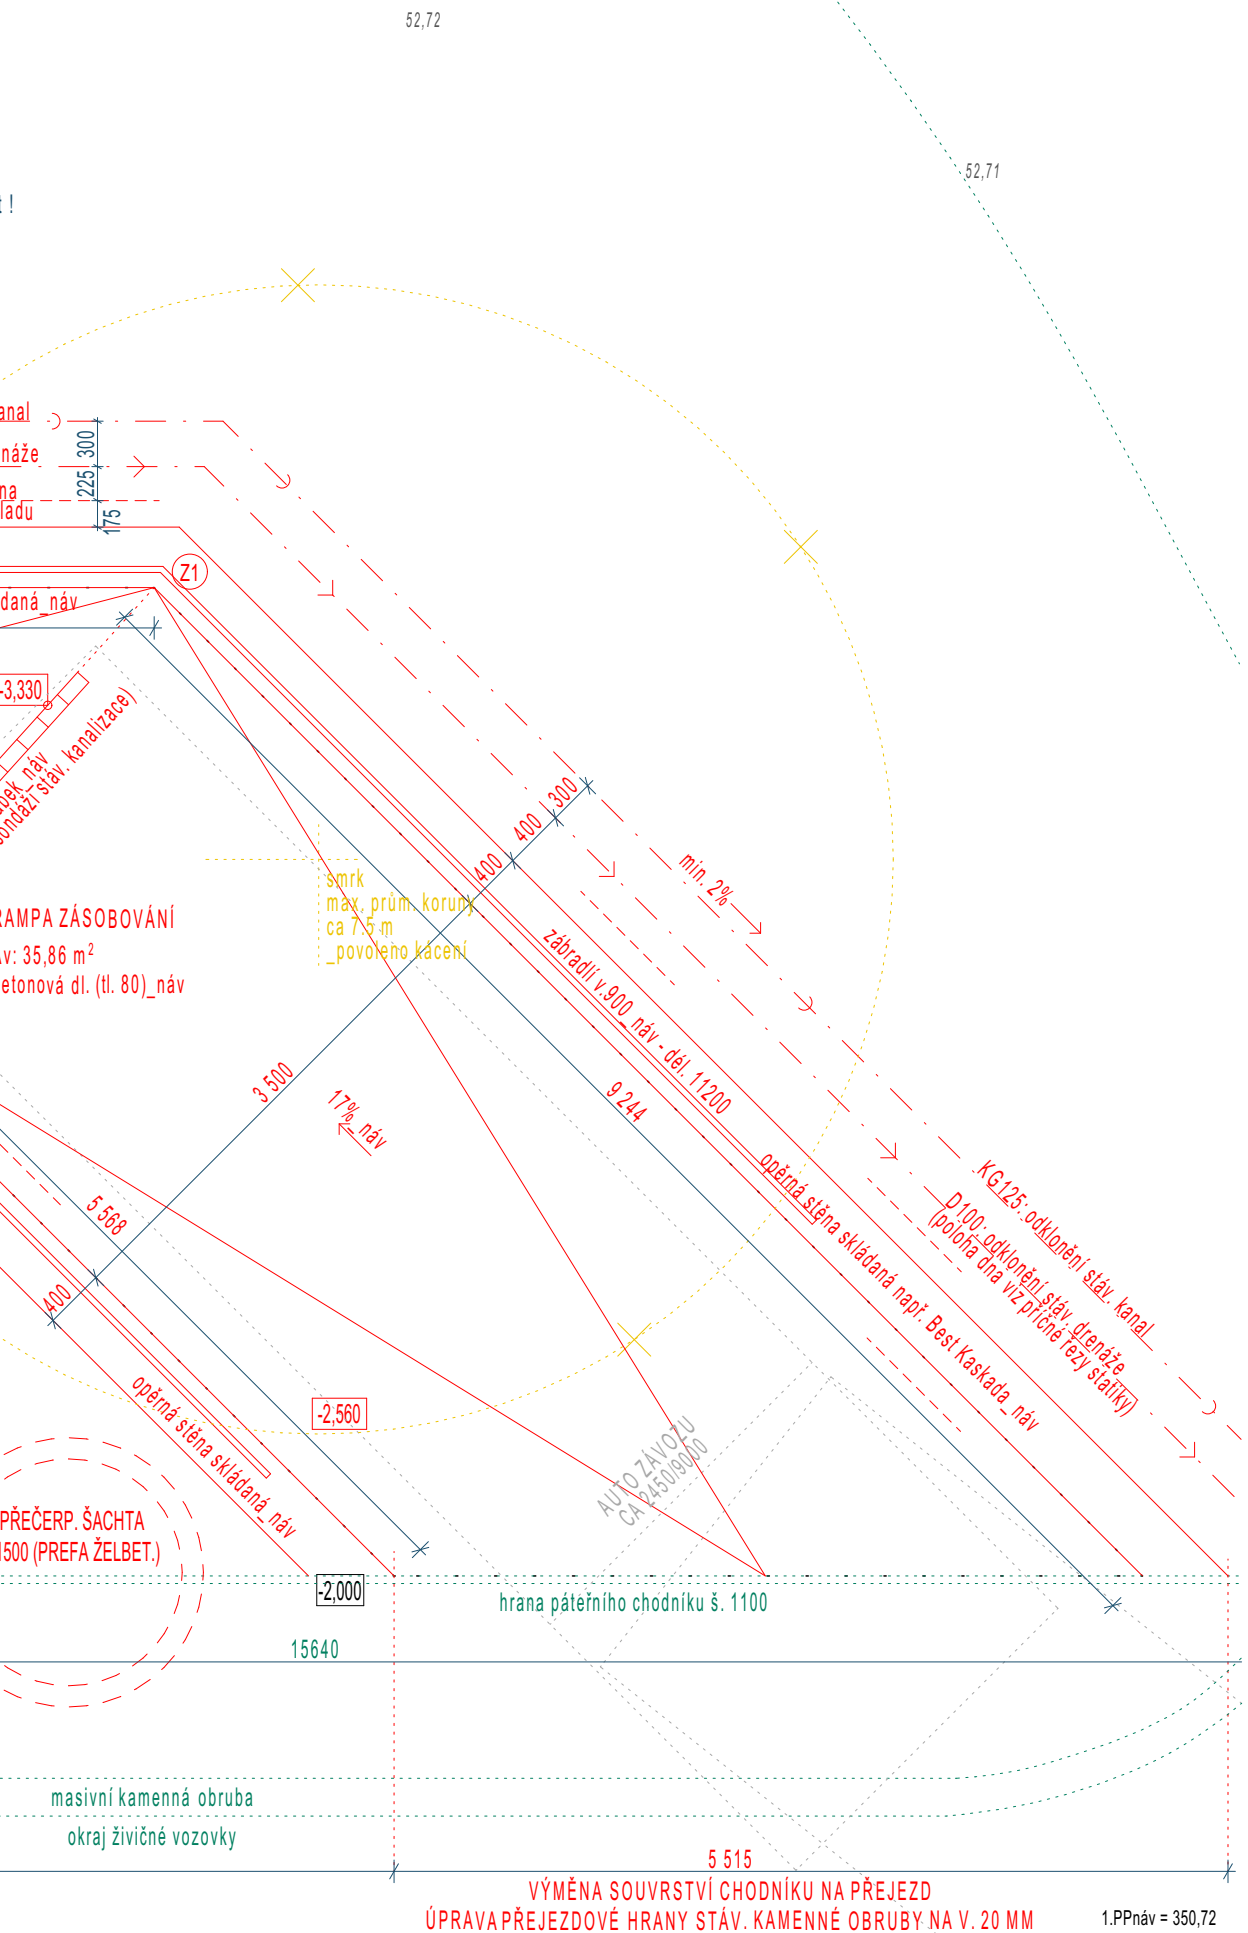 52,72
52,71
t !
anal
300
náže
225
na
ladu
175
Z1
daná_náv
-3,330
bek_náv
sondáží stáv. kanalizace)
300
400
400
min. 2%
smrk
max. prům. koruny
ca 7.5 m
_povoleno kácení
RAMPA ZÁSOBOVÁNÍ
v: 35,86 m²
etonová dl. (tl. 80)_náv
zábradlí v.900_náv - dél. 11200
3 500
17%_náv
9 244
5 568
400
opěrná stěna skládaná např. Best Kaskada_náv
KG125: odklonění stáv. kanal
D100: odklonění stáv. drenáže
(poloha dna viz příčné řezy statiky)
opěrná stěna skládaná_náv
-2,560
AUTO ZÁVOZU
CA 2450/9000
PŘEČERP. ŠACHTA
1500 (PREFA ŽELBET.)
-2,000
hrana páteřního chodníku š. 1100
15640
masivní kamenná obruba
okraj živičné vozovky
5 515
VÝMĚNA SOUVRSTVÍ CHODNÍKU NA PŘEJEZD
ÚPRAVA PŘEJEZDOVÉ HRANY STÁV. KAMENNÉ OBRUBY NA V. 20 MM
1.PPnáv = 350,72